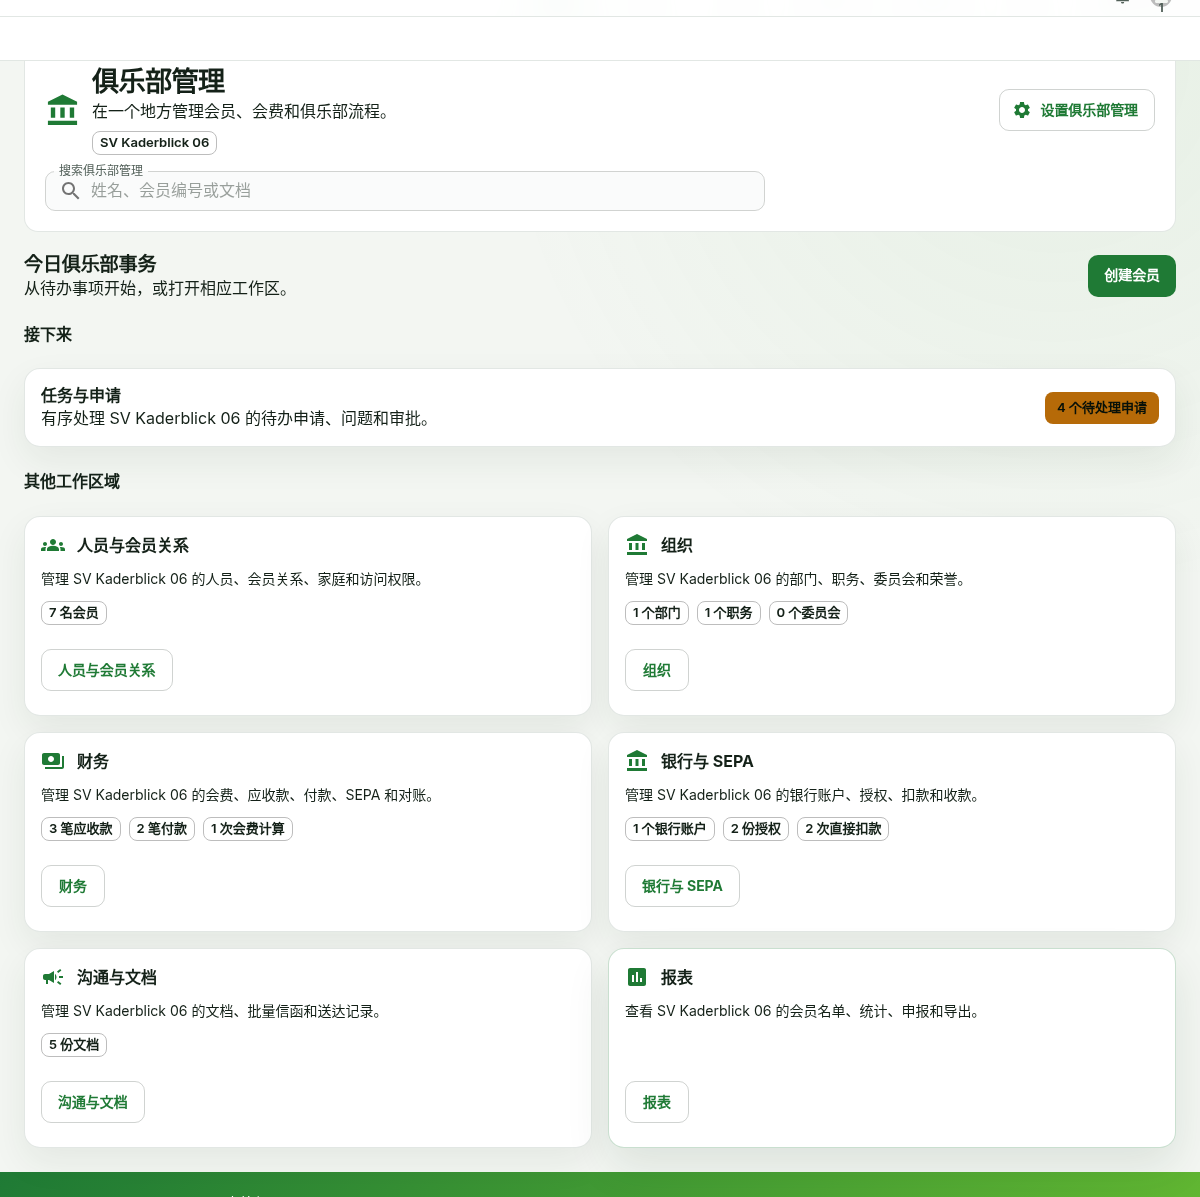 1
俱乐部管理
在一个地方管理会员、会费和俱乐部流程。
SV Kaderblick 06
设置俱乐部管理
搜索俱乐部管理
姓名、会员编号或文档
今日俱乐部事务
从待办事项开始，或打开相应工作区。
创建会员
接下来
任务与申请
有序处理 SV Kaderblick 06 的待办申请、问题和审批。
4 个待处理申请
其他工作区域
人员与会员关系
管理 SV Kaderblick 06 的人员、会员关系、家庭和访问权限。
7 名会员
人员与会员关系
组织
管理 SV Kaderblick 06 的部门、职务、委员会和荣誉。
1 个部门 1 个职务 0 个委员会
组织
财务
管理 SV Kaderblick 06 的会费、应收款、付款、SEPA 和对账。
3 笔应收款 2 笔付款 1 次会费计算
财务
银行与 SEPA
管理 SV Kaderblick 06 的银行账户、授权、扣款和收款。
1 个银行账户 2 份授权 2 次直接扣款
银行与 SEPA
沟通与文档
管理 SV Kaderblick 06 的文档、批量信函和送达记录。
5 份文档
沟通与文档
报表
查看 SV Kaderblick 06 的会员名单、统计、申报和导出。
报表